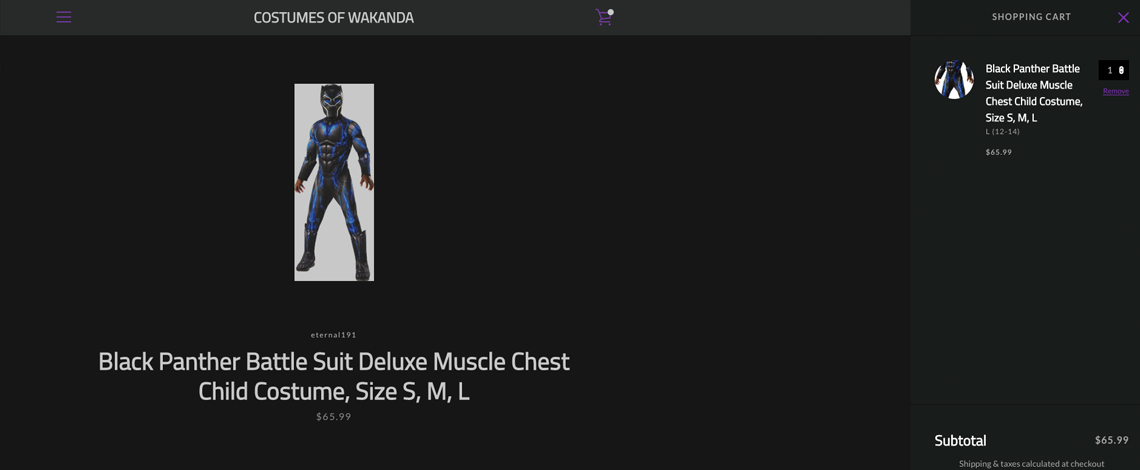 COSTUMES OF WAKANDA
SHOPPING CART
Black Panther Battle
Suit Deluxe Muscle
Chest Child Costume,
Size S, M, L
L (12-14)
$65.99
1
Remove
eternal191
Black Panther Battle Suit Deluxe Muscle Chest
Child Costume, Size S, M, L
$65.99
Subtotal
$65.99
Shipping & taxes calculated at checkout